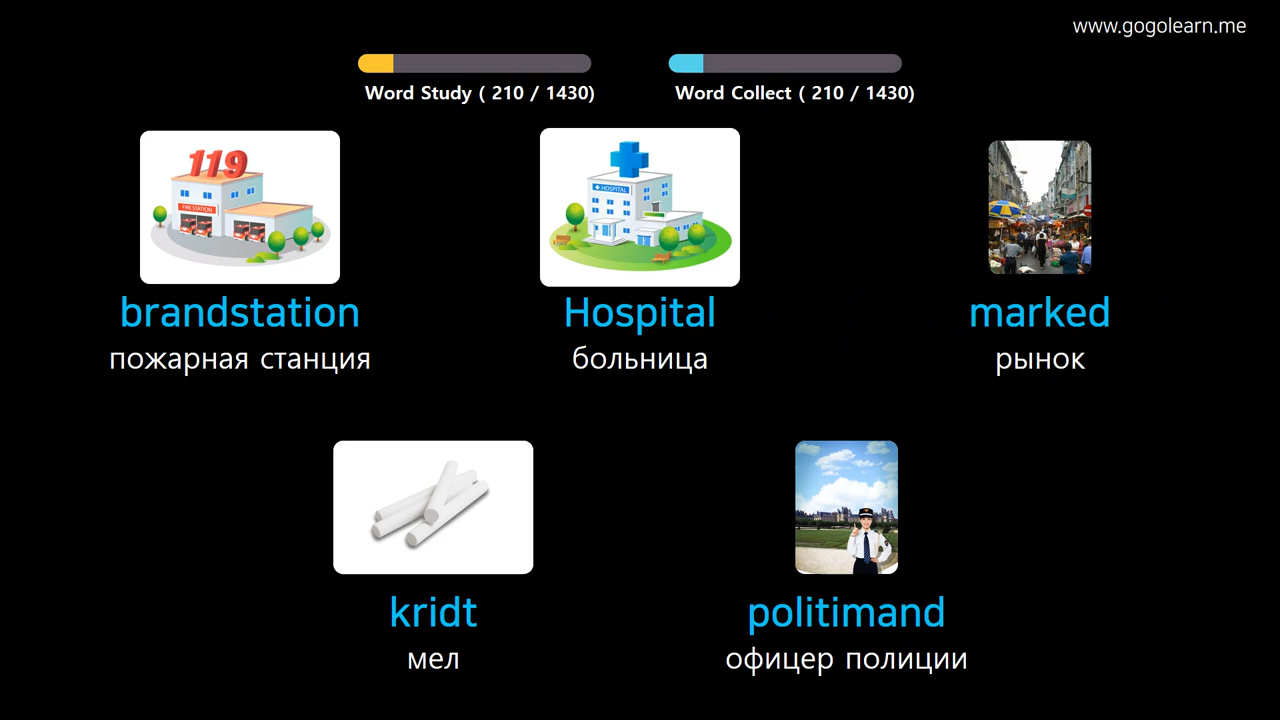 www.gogolearn.me
Word Study ( 210 / 1430)
Word Collect ( 210 / 1430)
119
FIRE STATION
HOSPITAL
brandstation
Hospital
marked
пожарная станция
больница
рынок
kridt
politimand
мел
офицер полиции